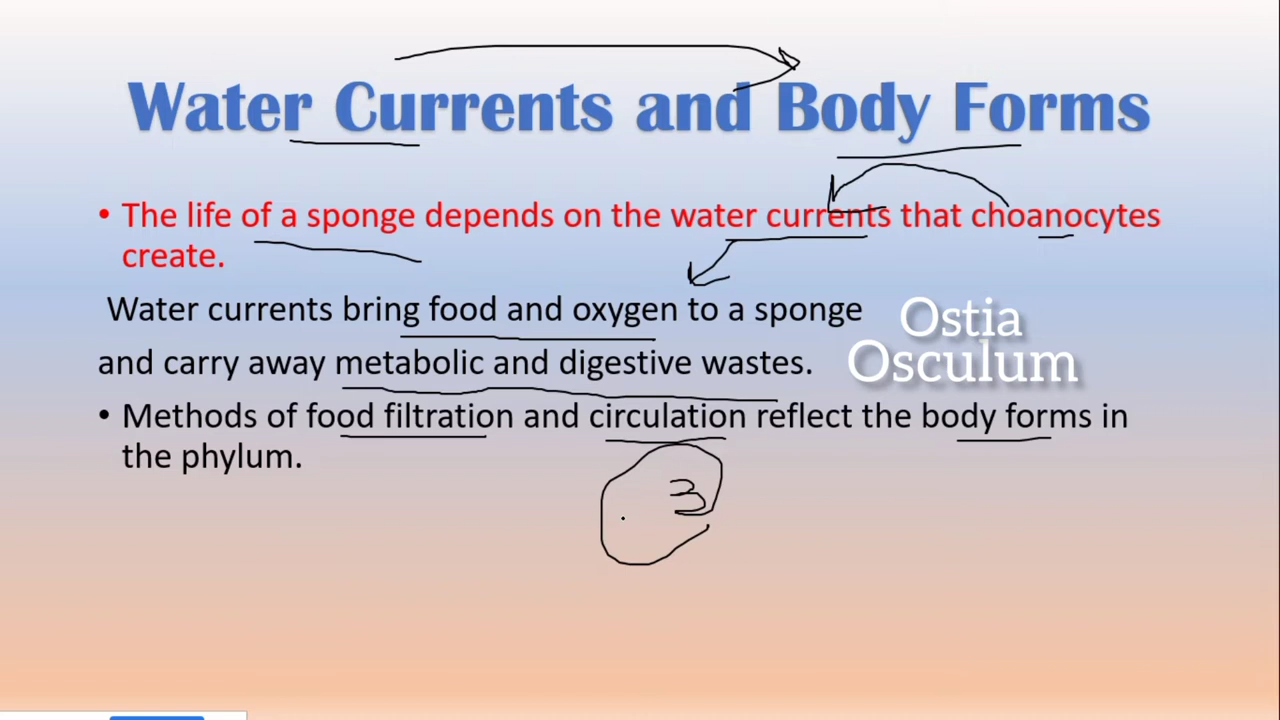 Water Currents and Body Forms
• The life of a sponge depends on the water currents that choanocytes
create.
Water currents bring food and oxygen to a sponge
Ostia
and carry away metabolic and digestive wastes.
Osculum
• Methods of food filtration and circulation reflect the body forms in
the phylum.
3